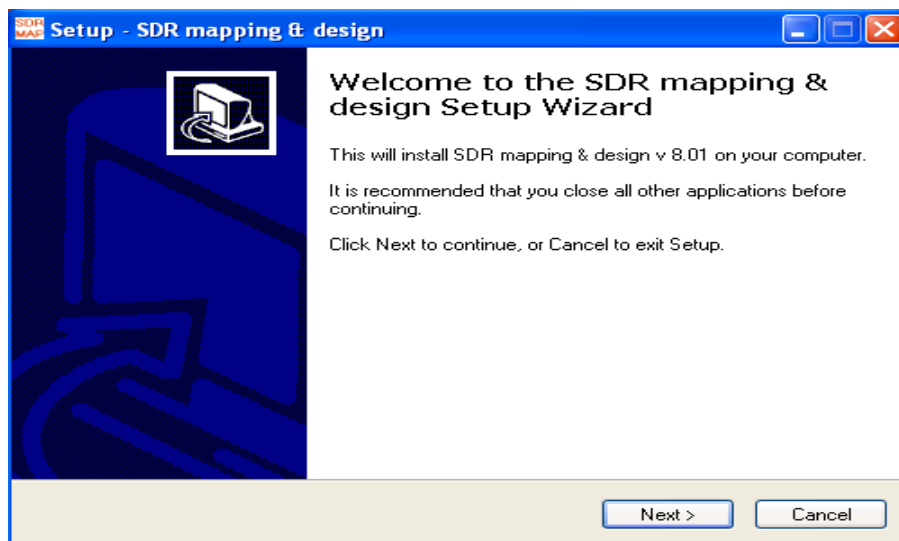 SDR
MAP
Setup - SDR mapping & design
Welcome to the SDR mapping &
design Setup Wizard
This will install SDR mapping & design v 8.01 on your computer.
It is recommended that you close all other applications before
continuing.
Click Next to continue, or Cancel to exit Setup.
Next >
Cancel